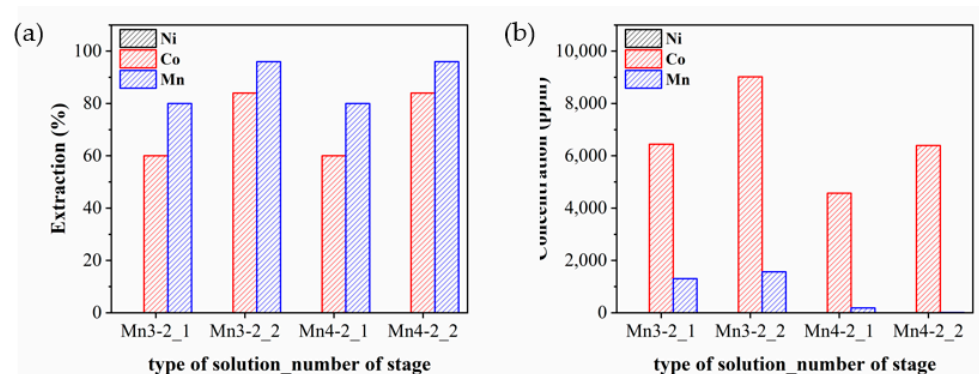 (a)
Ni
Co
Mn
100
80
60
40
20
0
Extraction (%)
Mn3-2_1 Mn3-2_2 Mn4-2_1 Mn4-2_2
type of solution_number of stage
(b)
Ni
Co
Mn
10,000
8,000
6,000
4,000
2,000
0
Concentration (ppm)
Mn3-2_1 Mn3-2_2 Mn4-2_1 Mn4-2_2
type of solution_number of stage